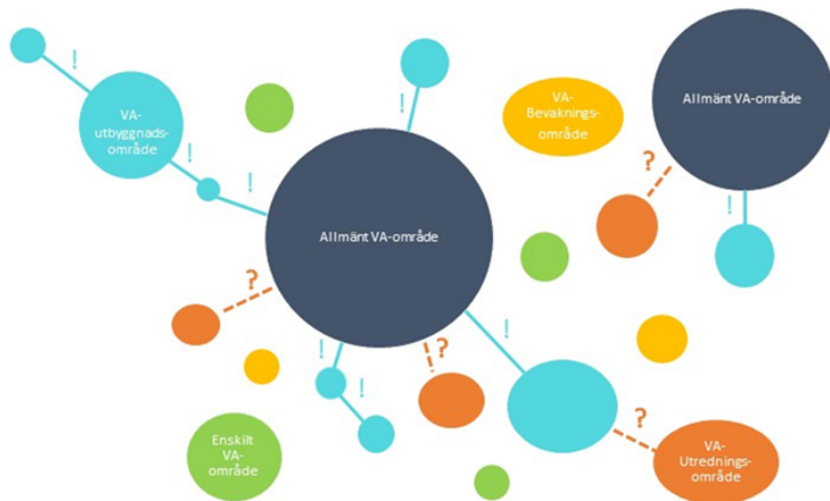 !
VA-
utbyggnads-
område
!
!
!
VA-
Bevaknings-
område
Allmänt VA-område
?
!
Allmänt VA-område
?
!
!
?
!
!
?
Enskilt
VA-
område
VA-
Utrednings-
område